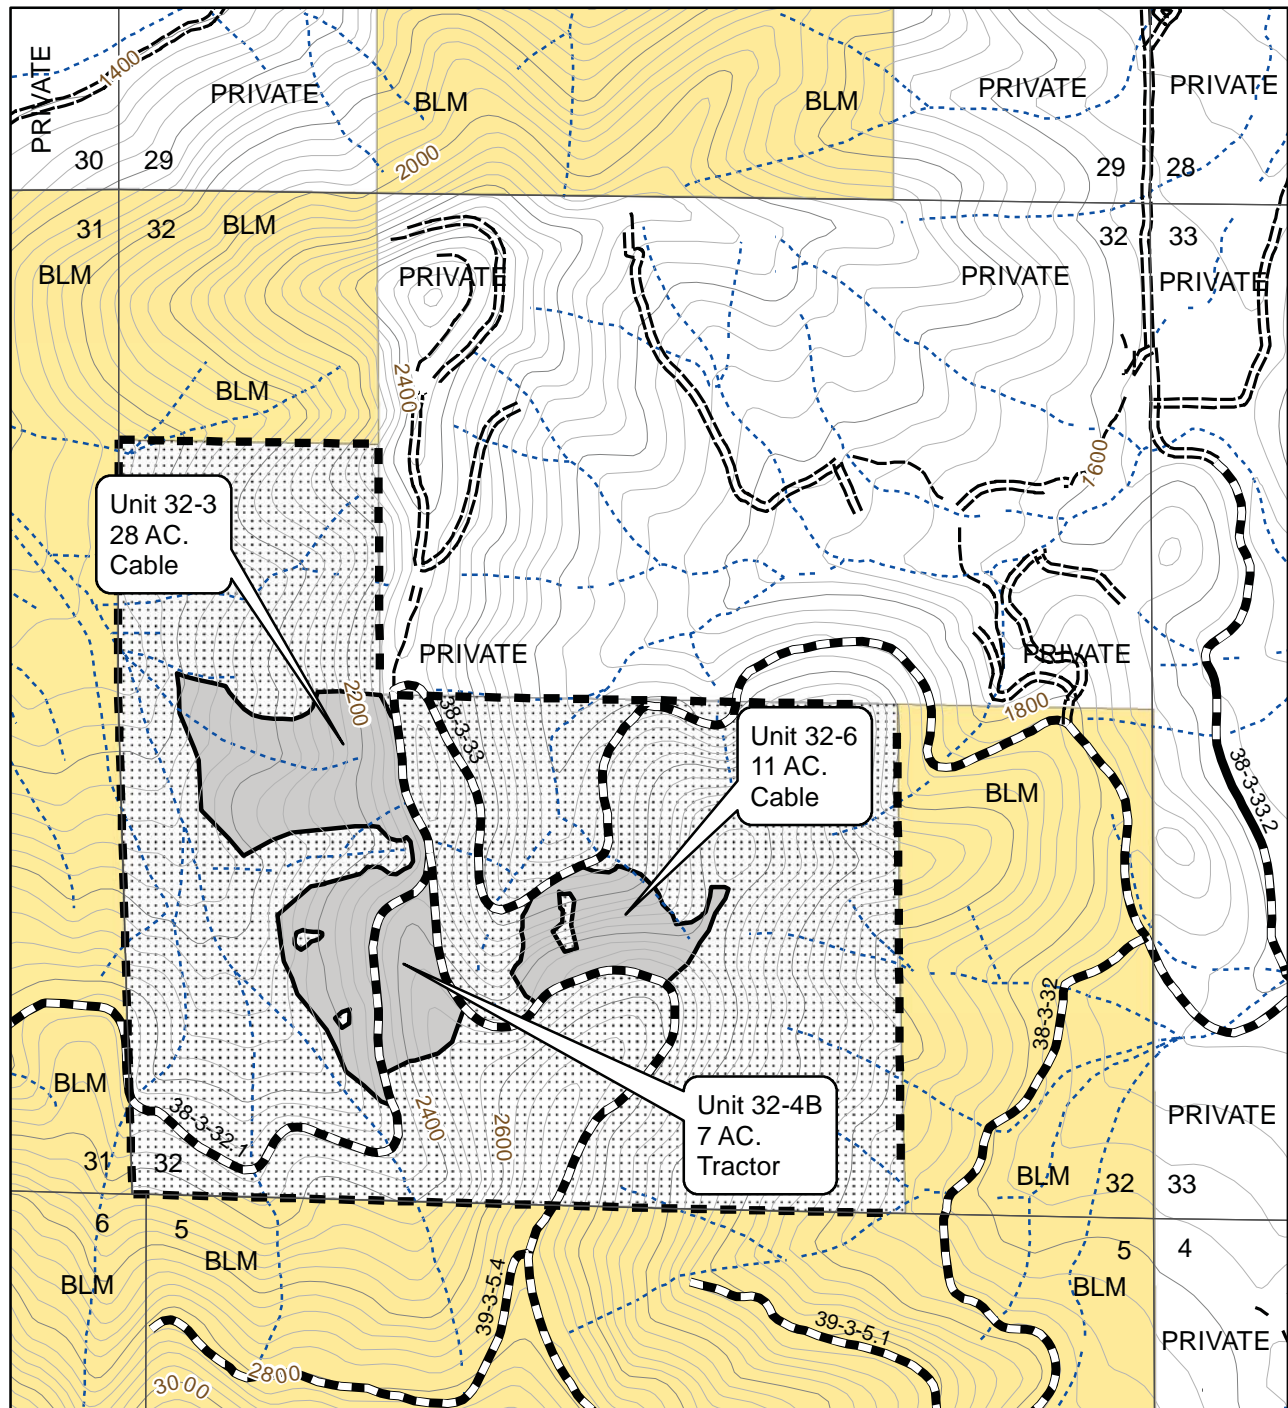 PRIVATE
1400
PRIVATE
BLM
BLM
PRIVATE
PRIVATE
30
29
2000
29
28
31
32
BLM
32
33
BLM
PRIVATE
PRIVATE
PRIVATE
BLM
2400
1600
Unit 32-3
28 AC.
Cable
PRIVATE
PRIVATE
2200
38-3-33
1800
Unit 32-6
11 AC.
Cable
BLM
38-3-33.2
38-3-32
BLM
38-3-32.1
2400
2600
Unit 32-4B
7 AC.
Tractor
PRIVATE
31
32
BLM
32
33
6
5
BLM
5
4
BLM
BLM
39-3-5.4
39-3-5.1
PRIVATE
2800
3000